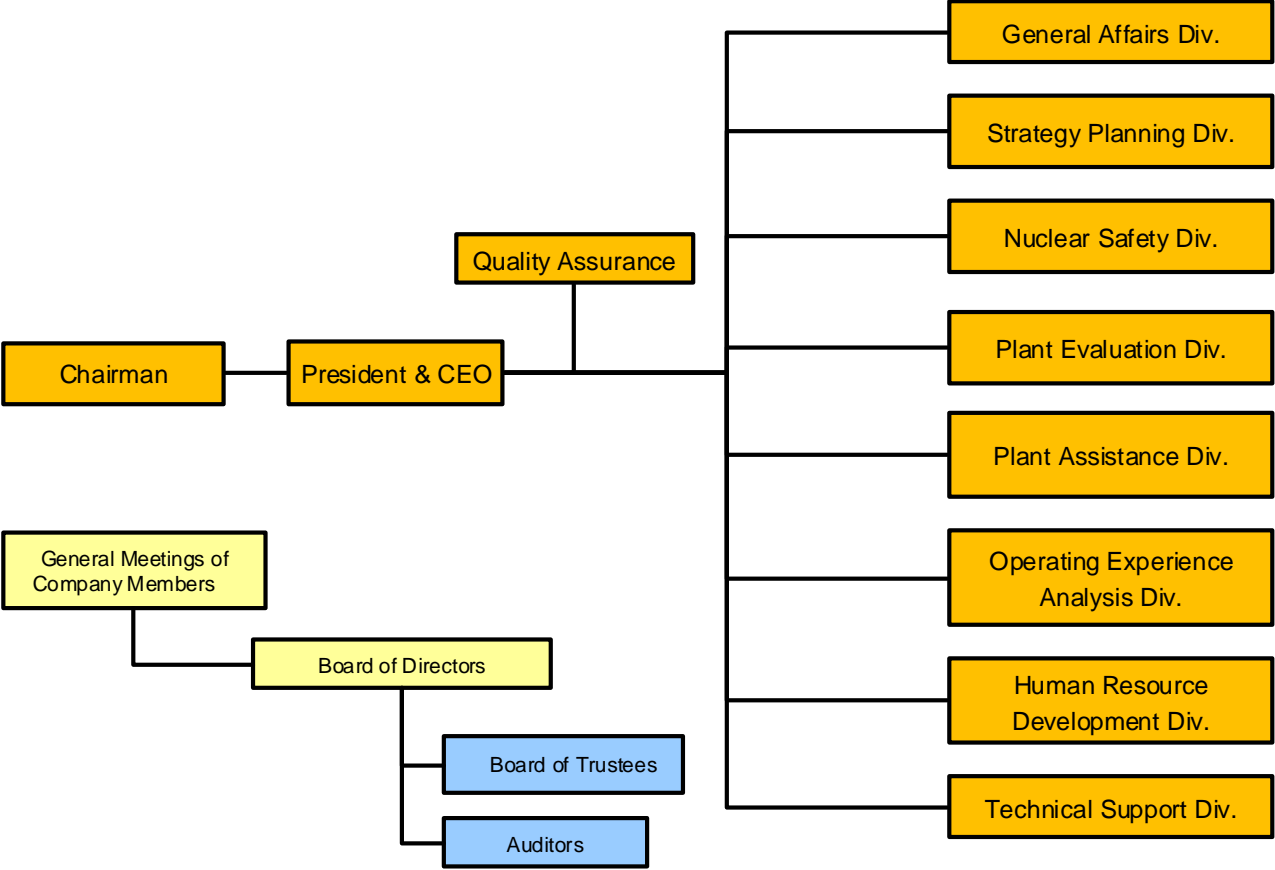 General Affairs Div.
Strategy Planning Div.
Nuclear Safety Div.
Quality Assurance
Plant Evaluation Div.
Chairman
President & CEO
Plant Assistance Div.
General Meetings of
Company Members
Operating Experience
Analysis Div.
Board of Directors
Human Resource
Development Div.
Board of Trustees
Technical Support Div.
Auditors